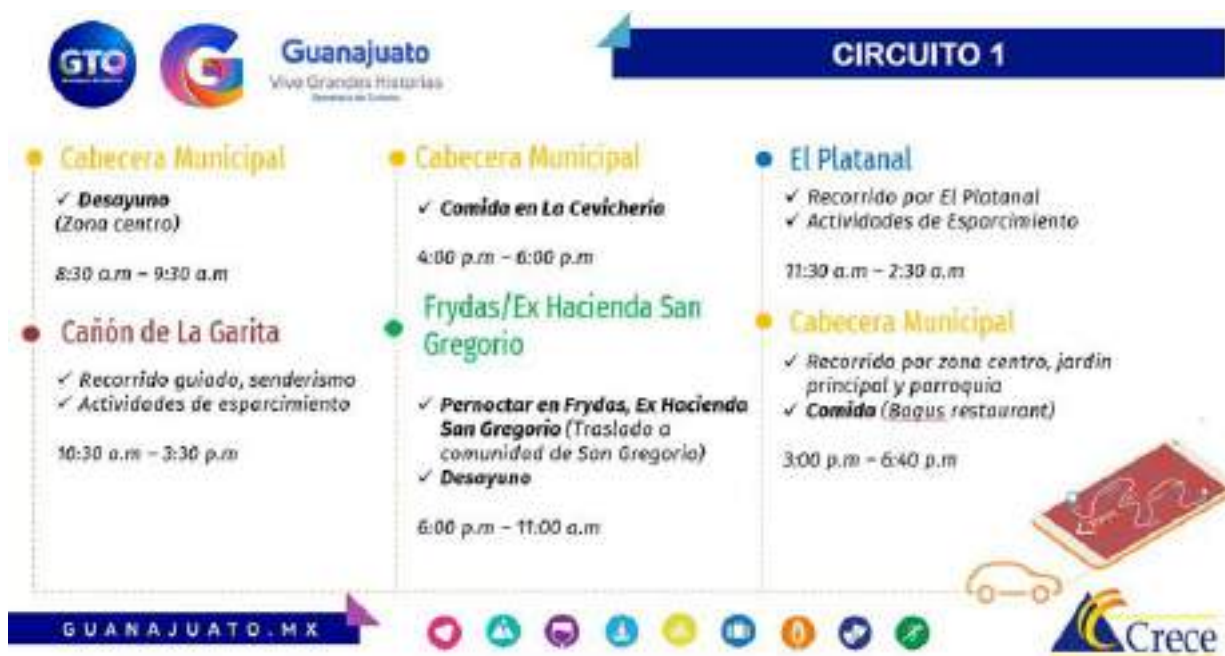 GTO
Guanajuato
Vive Grandes Historias
Secretaría de Turismo
CIRCUITO 1
Cabecera Municipal
✓ Desayuno
(Zona centro)
8:30 a.m – 9:30 a.m
Cañón de La Garita
✓ Recorrido guiado, senderismo
✓ Actividades de esparcimiento
10:30 a.m – 3:30 p.m
Cabecera Municipal
✓ Comida en La Cevichería
4:00 p.m – 6:00 p.m
Frydas/Ex Hacienda San
Gregorio
✓ Pernoctar en Frydas, Ex Hacienda
San Gregorio (Traslado a
comunidad de San Gregorio)
✓ Desayuno
6:00 p.m – 11:00 a.m
El Platanal
✓ Recorrido por El Platanal
✓ Actividades de Esparcimiento
11:30 a.m – 2:30 p.m
Cabecera Municipal
✓ Recorrido por zona centro, jardín
principal y parroquia
✓ Comida (Bagus restaurant)
3:00 p.m – 6:40 p.m
GUANAJUATO.MX
Crece